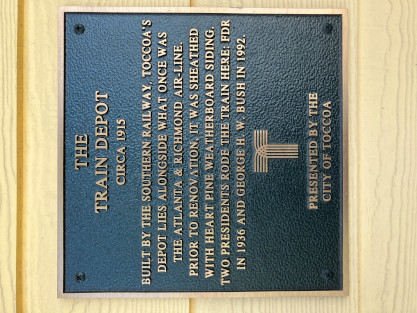 THE
TRAIN DEPOT
CIRCA 1915
BUILT BY THE SOUTHERN RAILWAY, TOCCOA'S
DEPOT LIES ALONGSIDE WHAT ONCE WAS
THE ATLANTA & RICHMOND AIR-LINE.
PRIOR TO RENOVATION, IT WAS SHEATHED
WITH HEART PINE WEATHERBOARD SIDING.
TWO PRESIDENTS RODE THE TRAIN HERE: FDR
IN 1936 AND GEORGE H. W. BUSH IN 1992.
PRESENTED BY THE
CITY OF TOCCOA